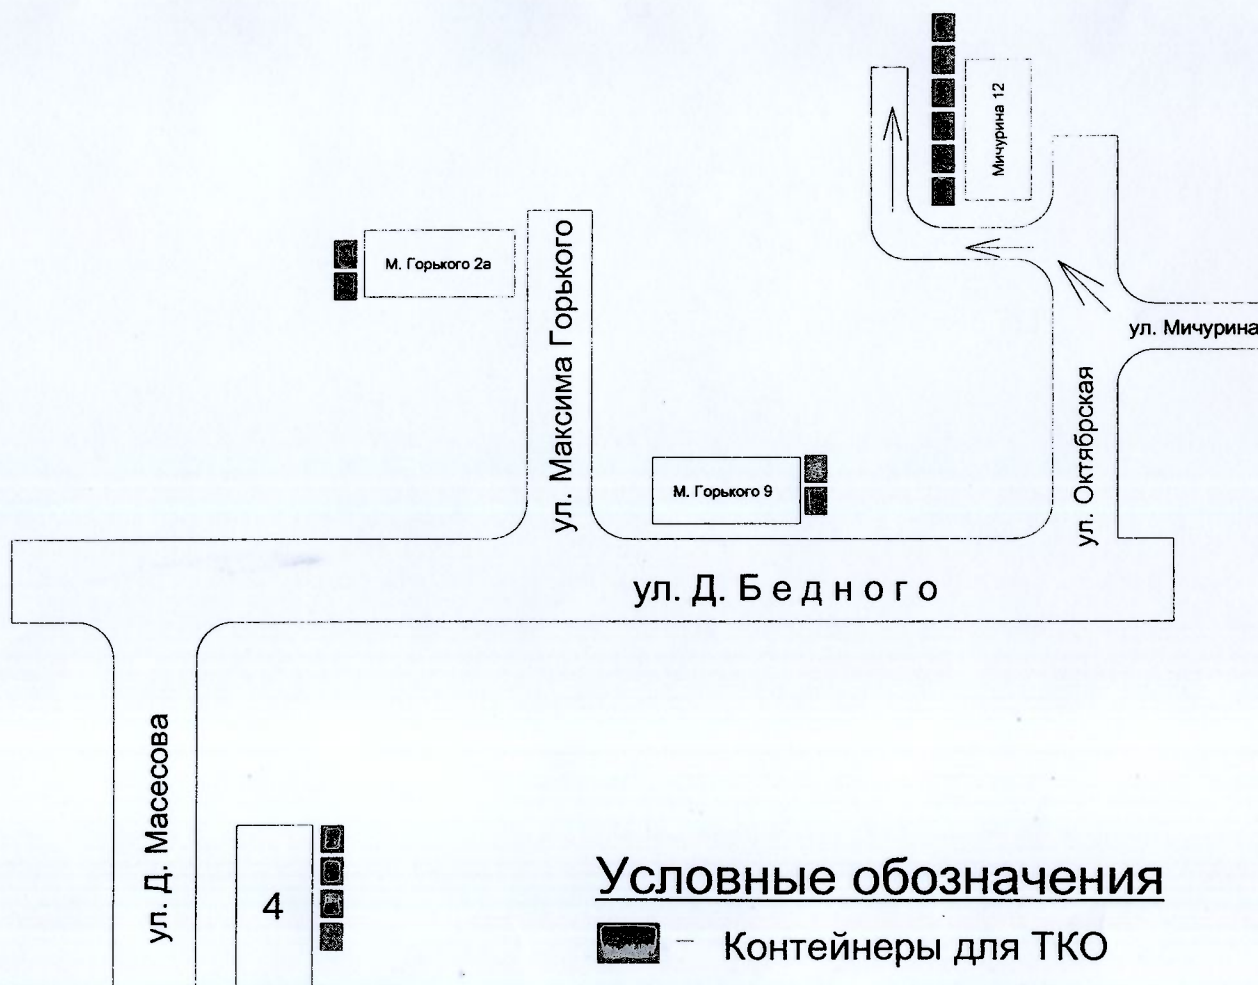 Мичурина 12
М. Горького 2а
ул. Максима Горького
ул. Мичурина
ул. Октябрская
М. Горького 9
ул. Д. Бедного
ул. Д. Масесова
4
Условные обозначения
– Контейнеры для ТКО